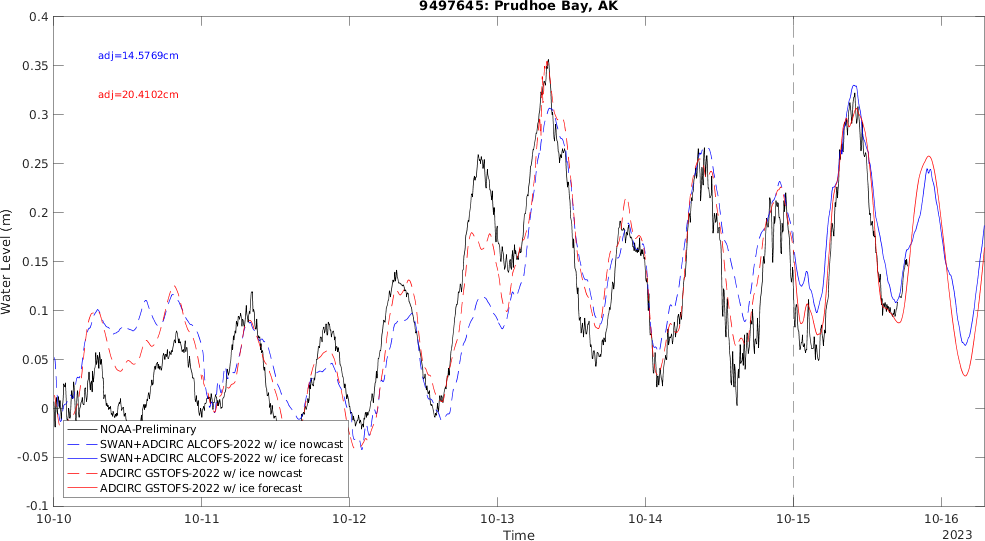 9497645: Prudhoe Bay, AK
0.4
0.35
0.3
0.25
0.2
0.15
0.1
0.05
0
-0.05
-0.1
Water Level (m)
adj=14.5769cm
adj=20.4102cm
NOAA-Preliminary
SWAN+ADCIRC ALCOFS-2022 w/ ice nowcast
SWAN+ADCIRC ALCOFS-2022 w/ ice forecast
ADCIRC GSTOFS-2022 w/ ice nowcast
ADCIRC GSTOFS-2022 w/ ice forecast
10-10 10-11 10-12 10-13 10-14 10-15 10-16
Time
2023